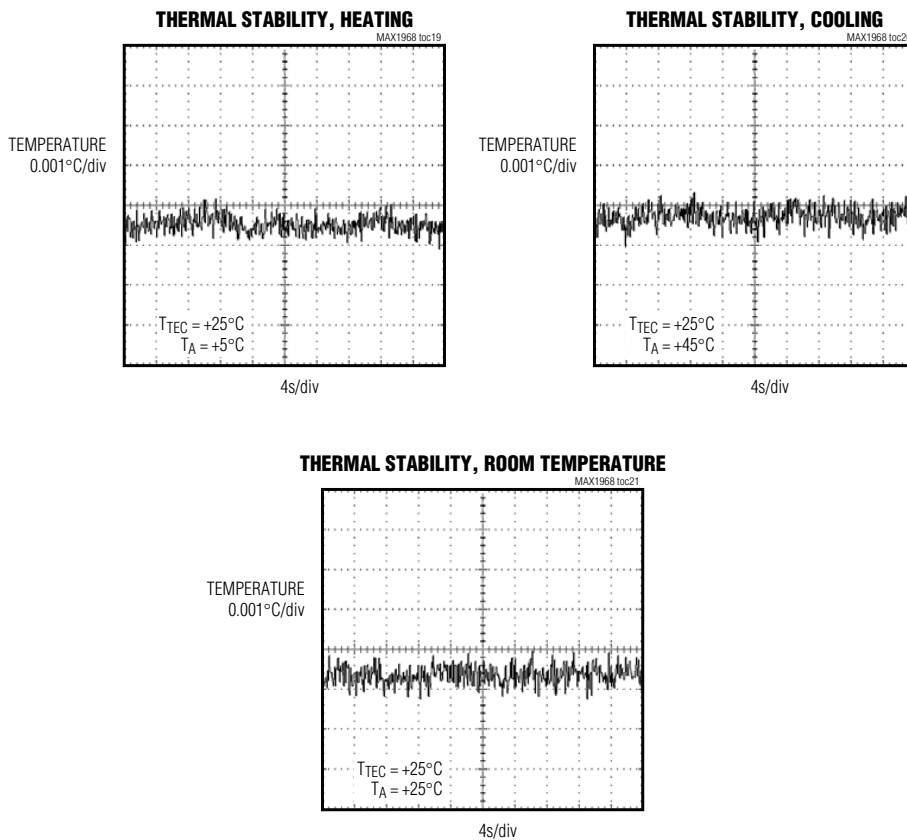 THERMAL STABILITY, HEATING
MAX1968 toc19
TEMPERATURE
0.001°C/div
TTEC = +25°C
TA = +5°C
4s/div
THERMAL STABILITY, COOLING
MAX1968 toc20
TEMPERATURE
0.001°C/div
TTEC = +25°C
TA = +45°C
4s/div
THERMAL STABILITY, ROOM TEMPERATURE
MAX1968 toc21
TEMPERATURE
0.001°C/div
TTEC = +25°C
TA = +25°C
4s/div